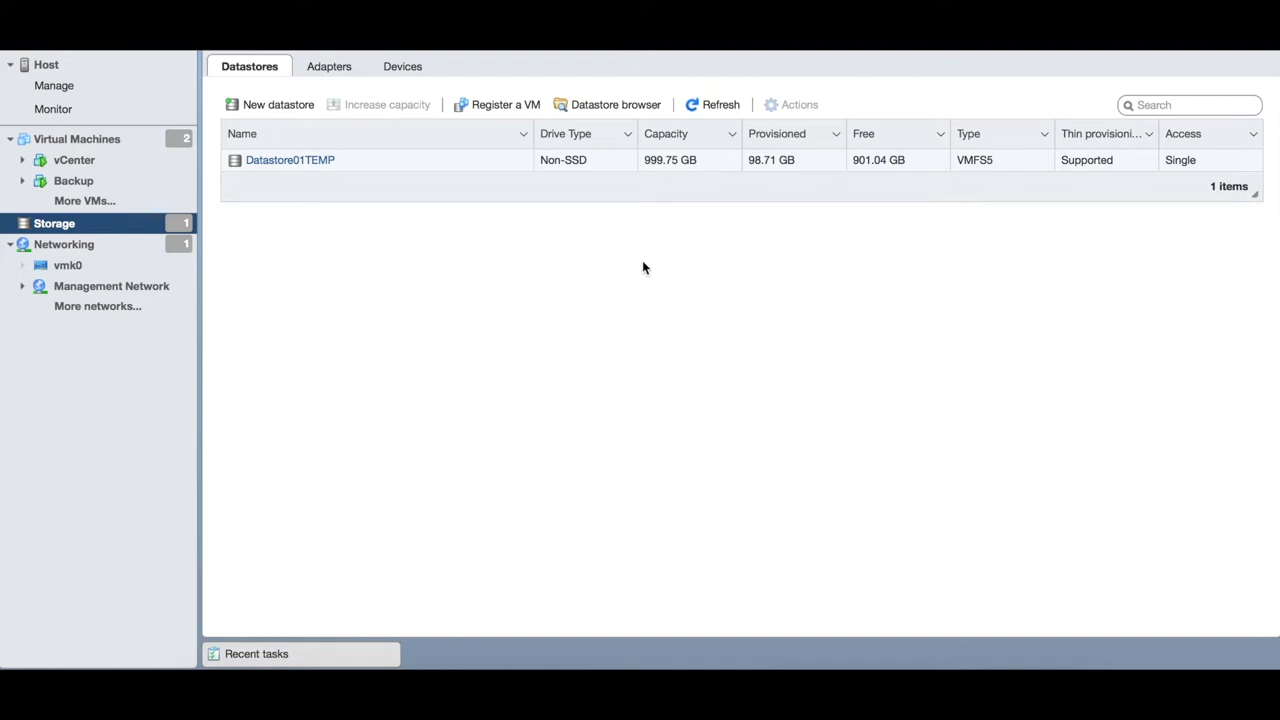 Host
Manage
Monitor
Virtual Machines 2
vCenter
Backup
More VMs...
Storage 1
Networking 1
vmk0
Management Network
More networks...
Datastores Adapters Devices
New datastore Increase capacity Register a VM Datastore browser Refresh Actions Search
Name Drive Type Capacity Provisioned Free Type Thin provisioni... Access
Datastore01TEMP Non-SSD 999.75 GB 98.71 GB 901.04 GB VMFS5 Supported Single
1 items
Recent tasks